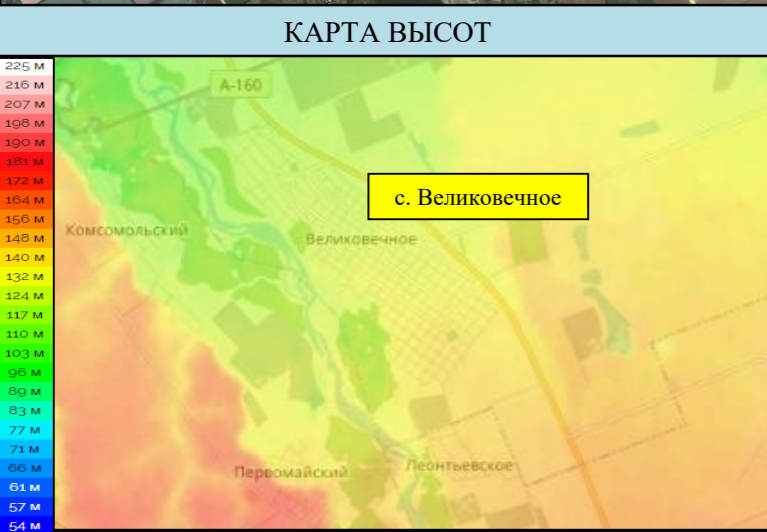 КАРТА ВЫСОТ
225 м
216 м
207 м
198 м
190 м
181 м
172 м
164 м
156 м
148 м
140 м
132 м
124 м
117 м
110 м
103 м
96 м
89 м
83 м
77 м
71 м
66 м
61 м
57 м
54 м
А-160
с. Великовечное
Комсомольский
Великовечное
Первомайский
Леонтьевское